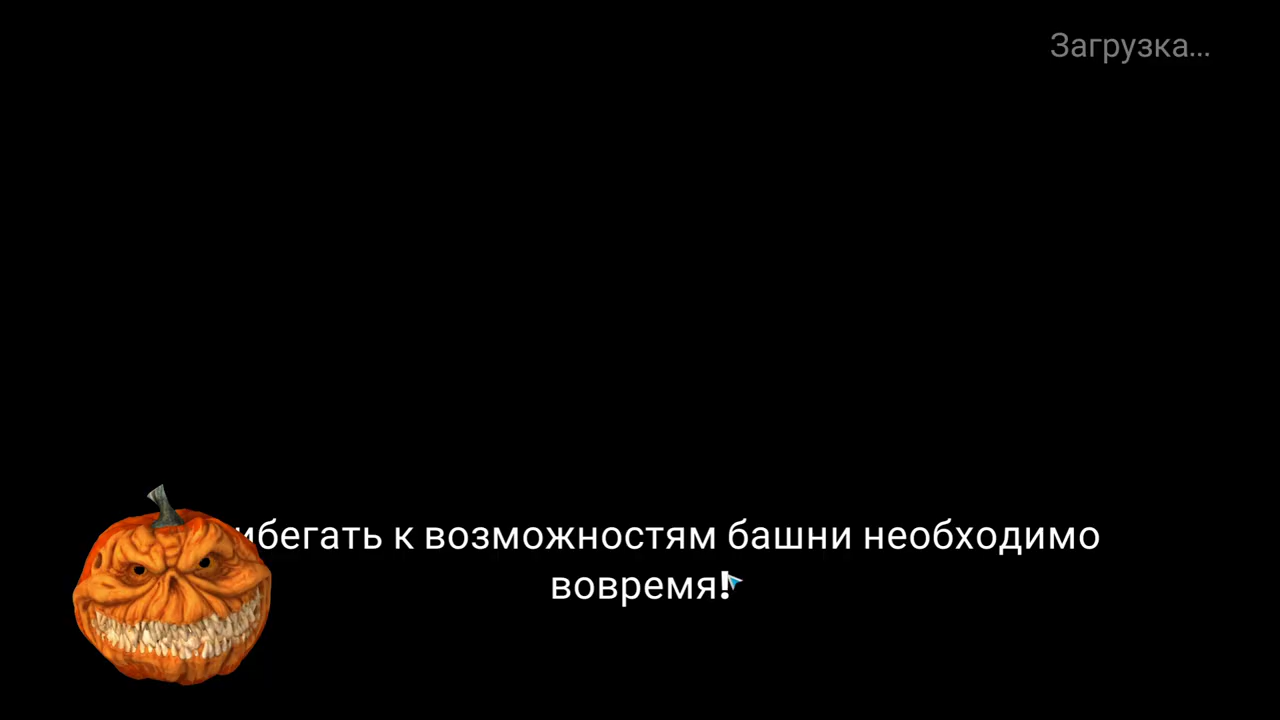 Загрузка...
ибегать к возможностям башни необходимо
вовремя!